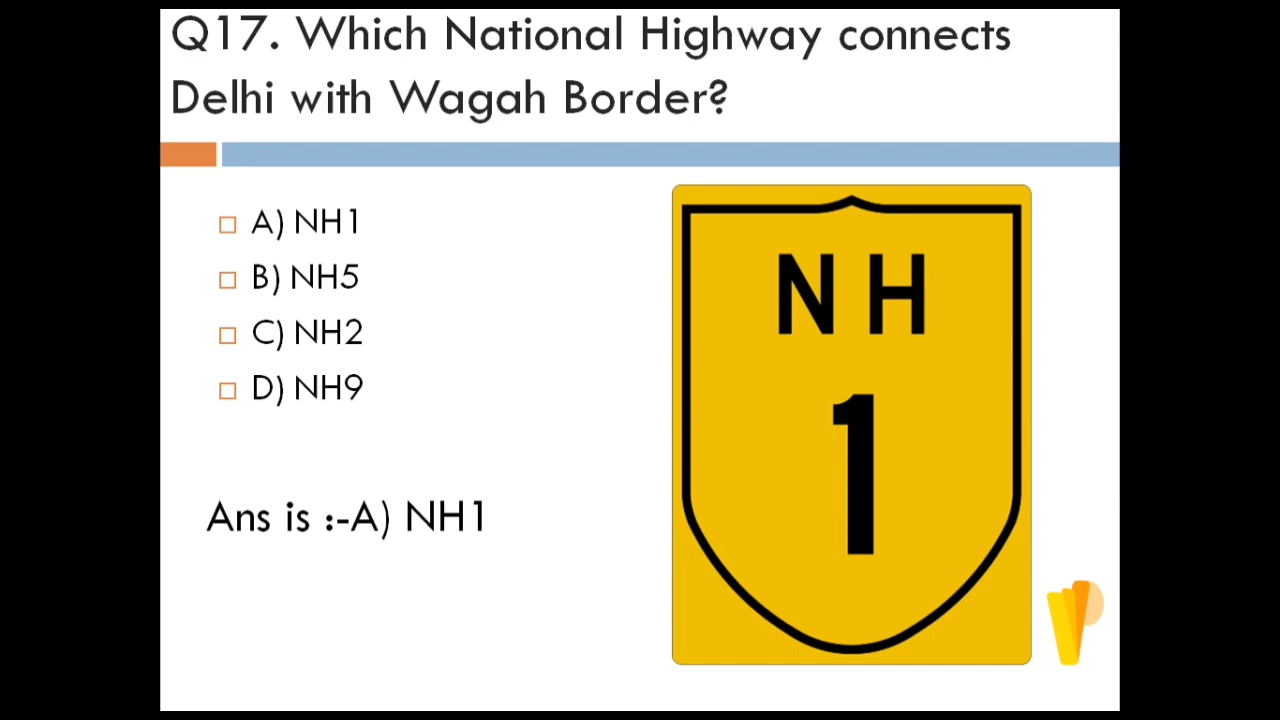 Q17. Which National Highway connects
Delhi with Wagah Border?
A) NH1
B) NH5
C) NH2
D) NH9
Ans is :-A) NH1
N H
1